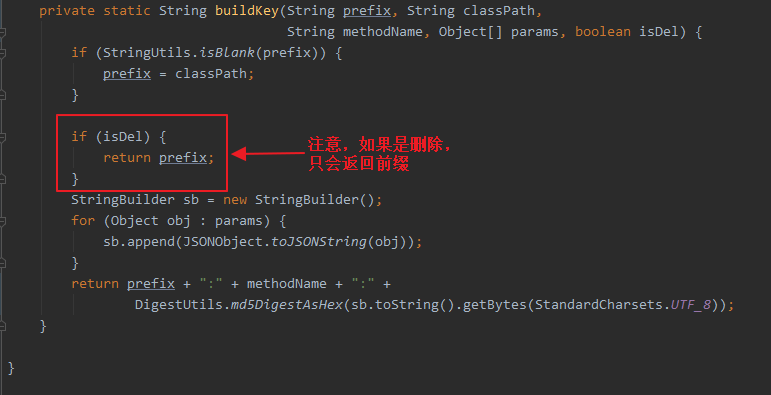 private static String buildKey(String prefix, String classPath,
String methodName, Object[] params, boolean isDel) {
if (StringUtils.isBlank(prefix)) {
prefix = classPath;
}
if (isDel) {
return prefix;
}
注意，如果是删除，
只会返回前缀
StringBuilder sb = new StringBuilder();
for (Object obj : params) {
sb.append(JSONObject.toJSONString(obj));
}
return prefix + ":" + methodName + ":" +
DigestUtils.md5DigestAsHex(sb.toString().getBytes(StandardCharsets.UTF_8));
}
}